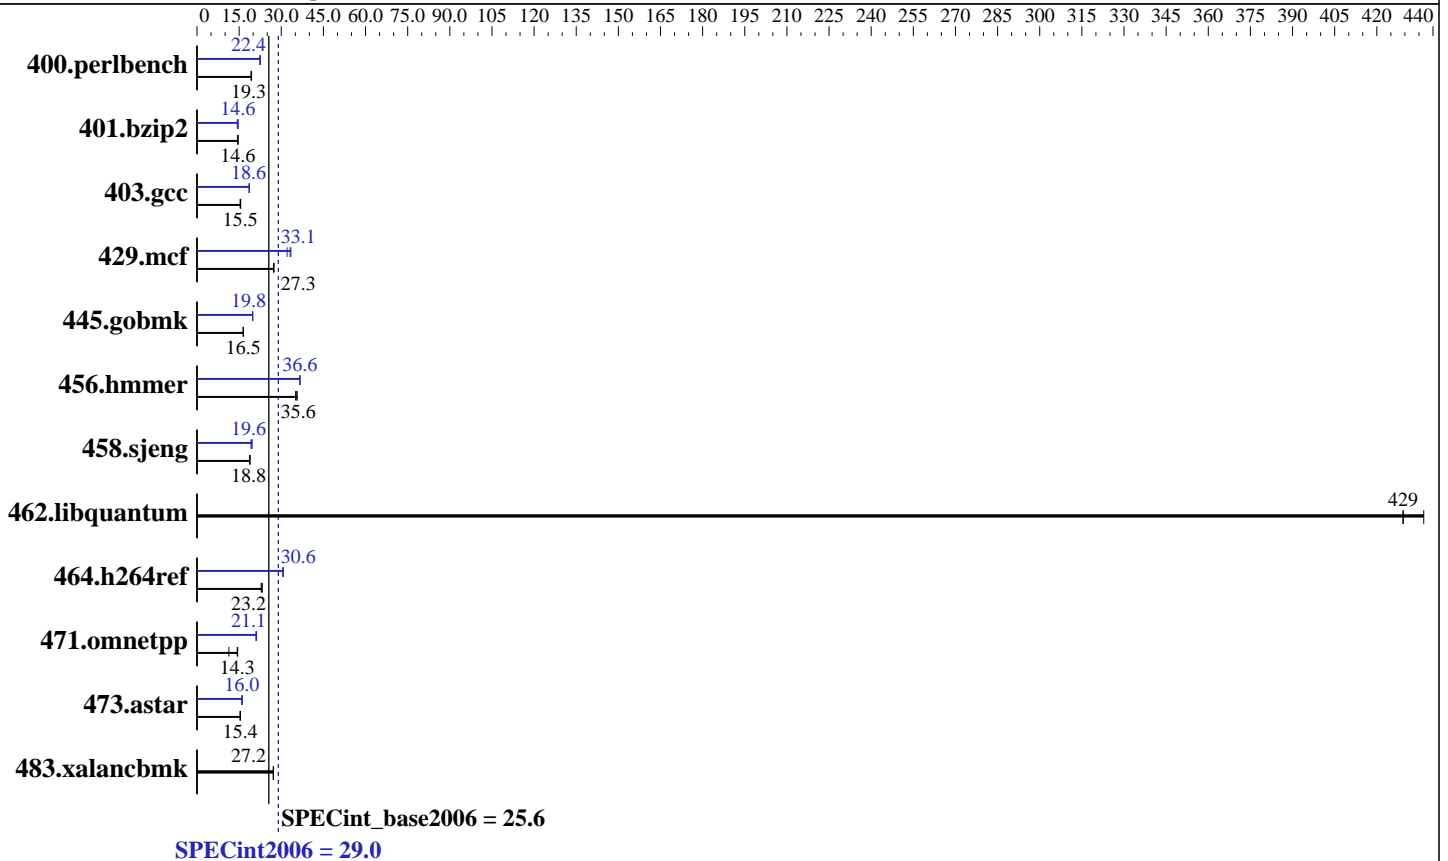 0 15.0 30.0 45.0 60.0 75.0 90.0 105 120 135 150 165 180 195 210 225 240 255 270 285 300 315 330 345 360 375 390 405 420 440
22.4
400.perlbench
19.3
14.6
401.bzip2
14.6
18.6
403.gcc
15.5
33.1
429.mcf
27.3
19.8
445.gobmk
16.5
36.6
456.hmmer
35.6
19.6
458.sjeng
18.8
429
462.libquantum
30.6
464.h264ref
23.2
21.1
471.omnetpp
14.3
16.0
473.astar
15.4
27.2
483.xalancbmk
SPECint_base2006 = 25.6
SPECint2006 = 29.0